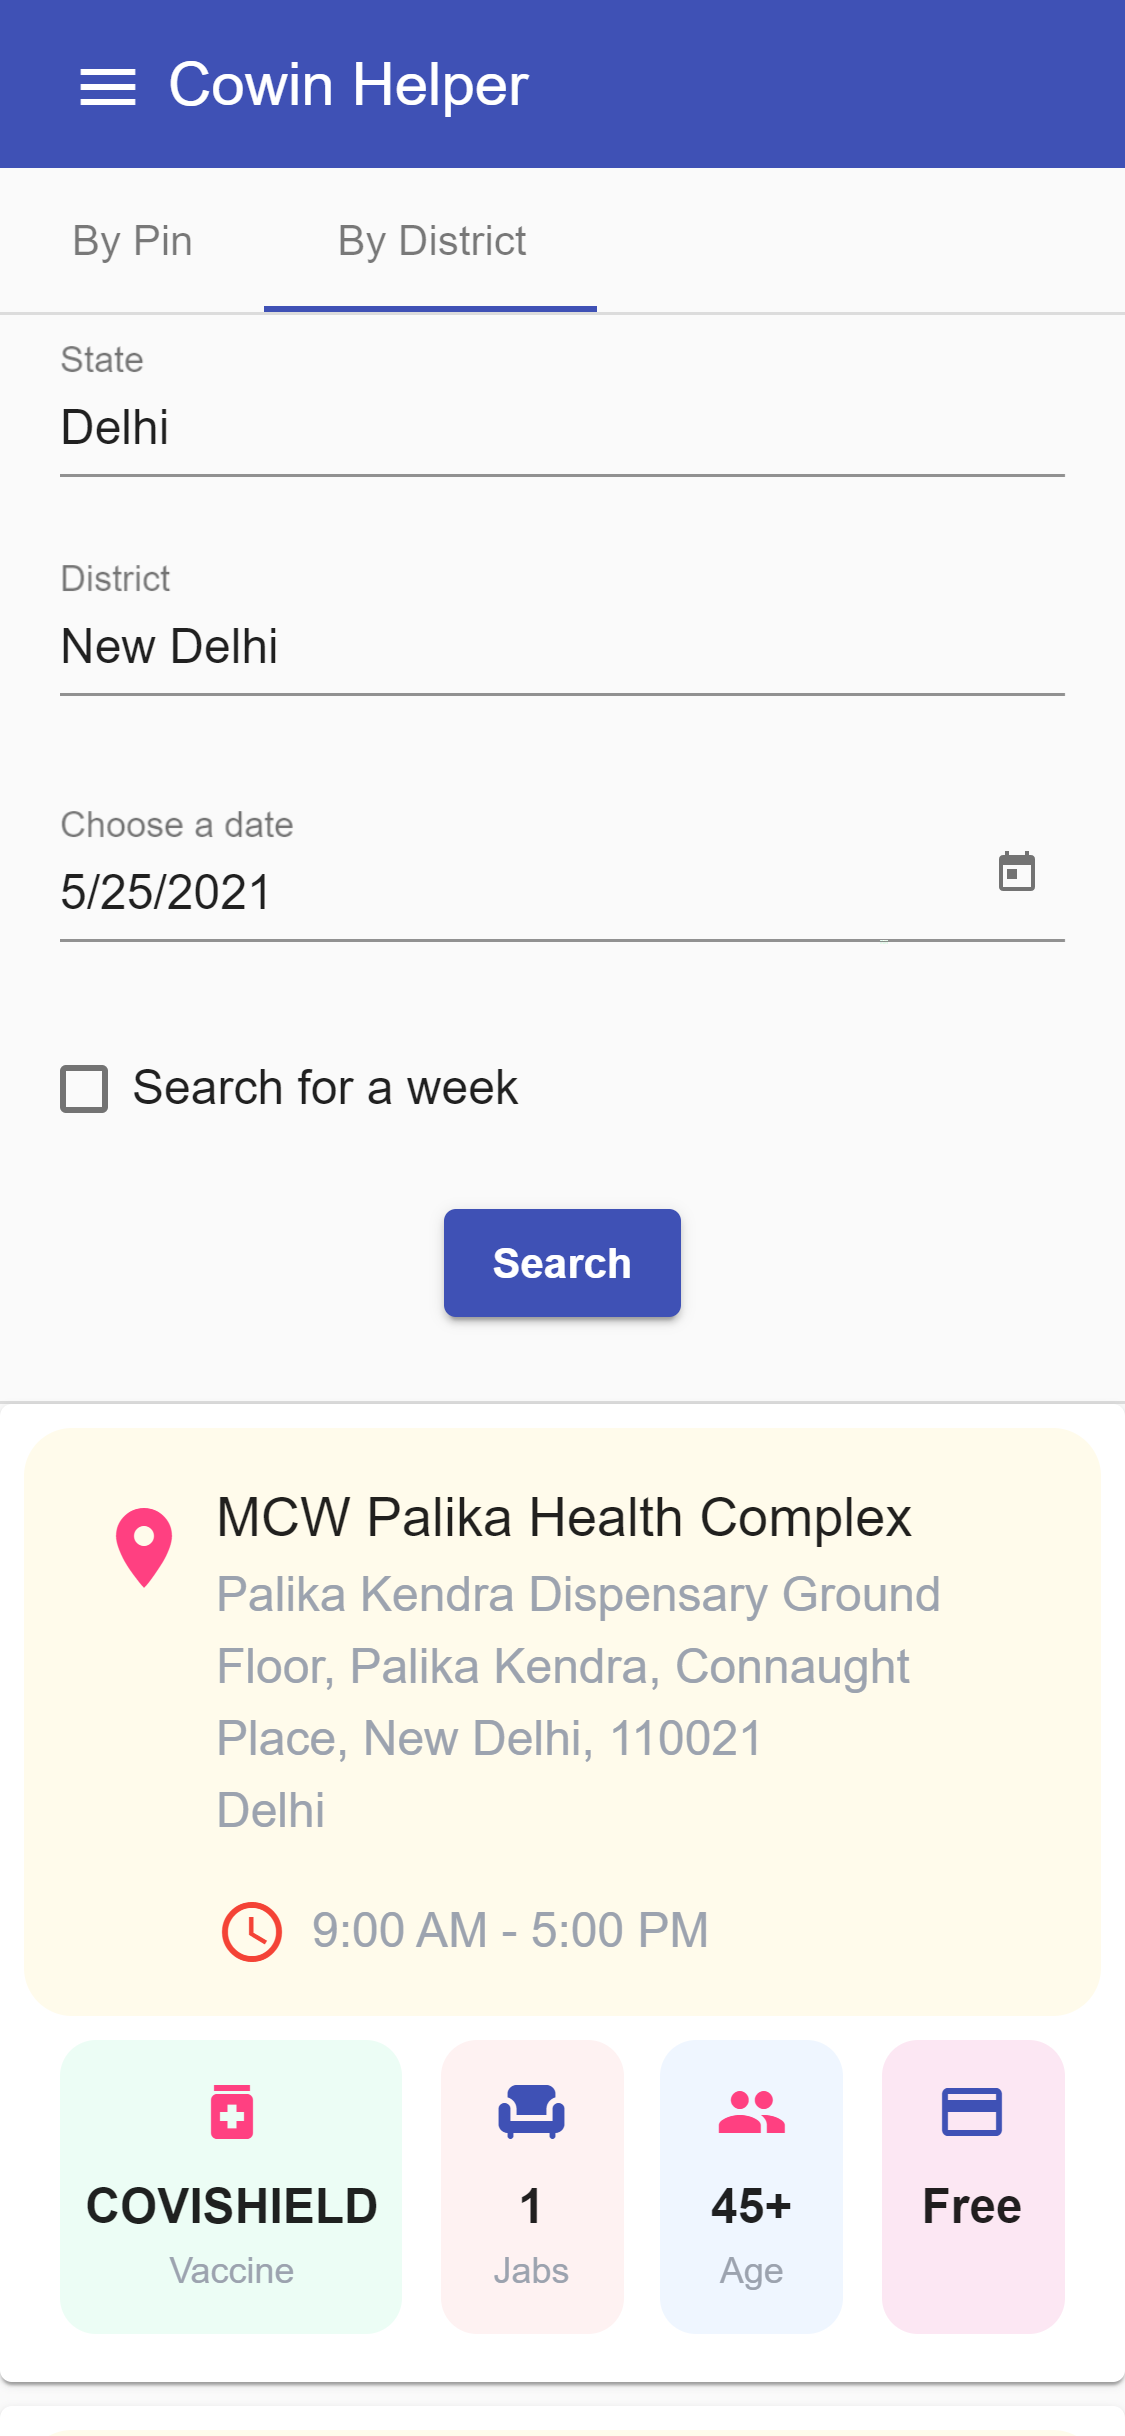 Cowin Helper
By Pin
By District
State
Delhi
District
New Delhi
Choose a date
5/25/2021
Search for a week
Search
MCW Palika Health Complex
Palika Kendra Dispensary Ground
Floor, Palika Kendra, Connaught
Place, New Delhi, 110021
Delhi
9:00 AM - 5:00 PM
COVISHIELD
Vaccine
1
Jabs
45+
Age
Free